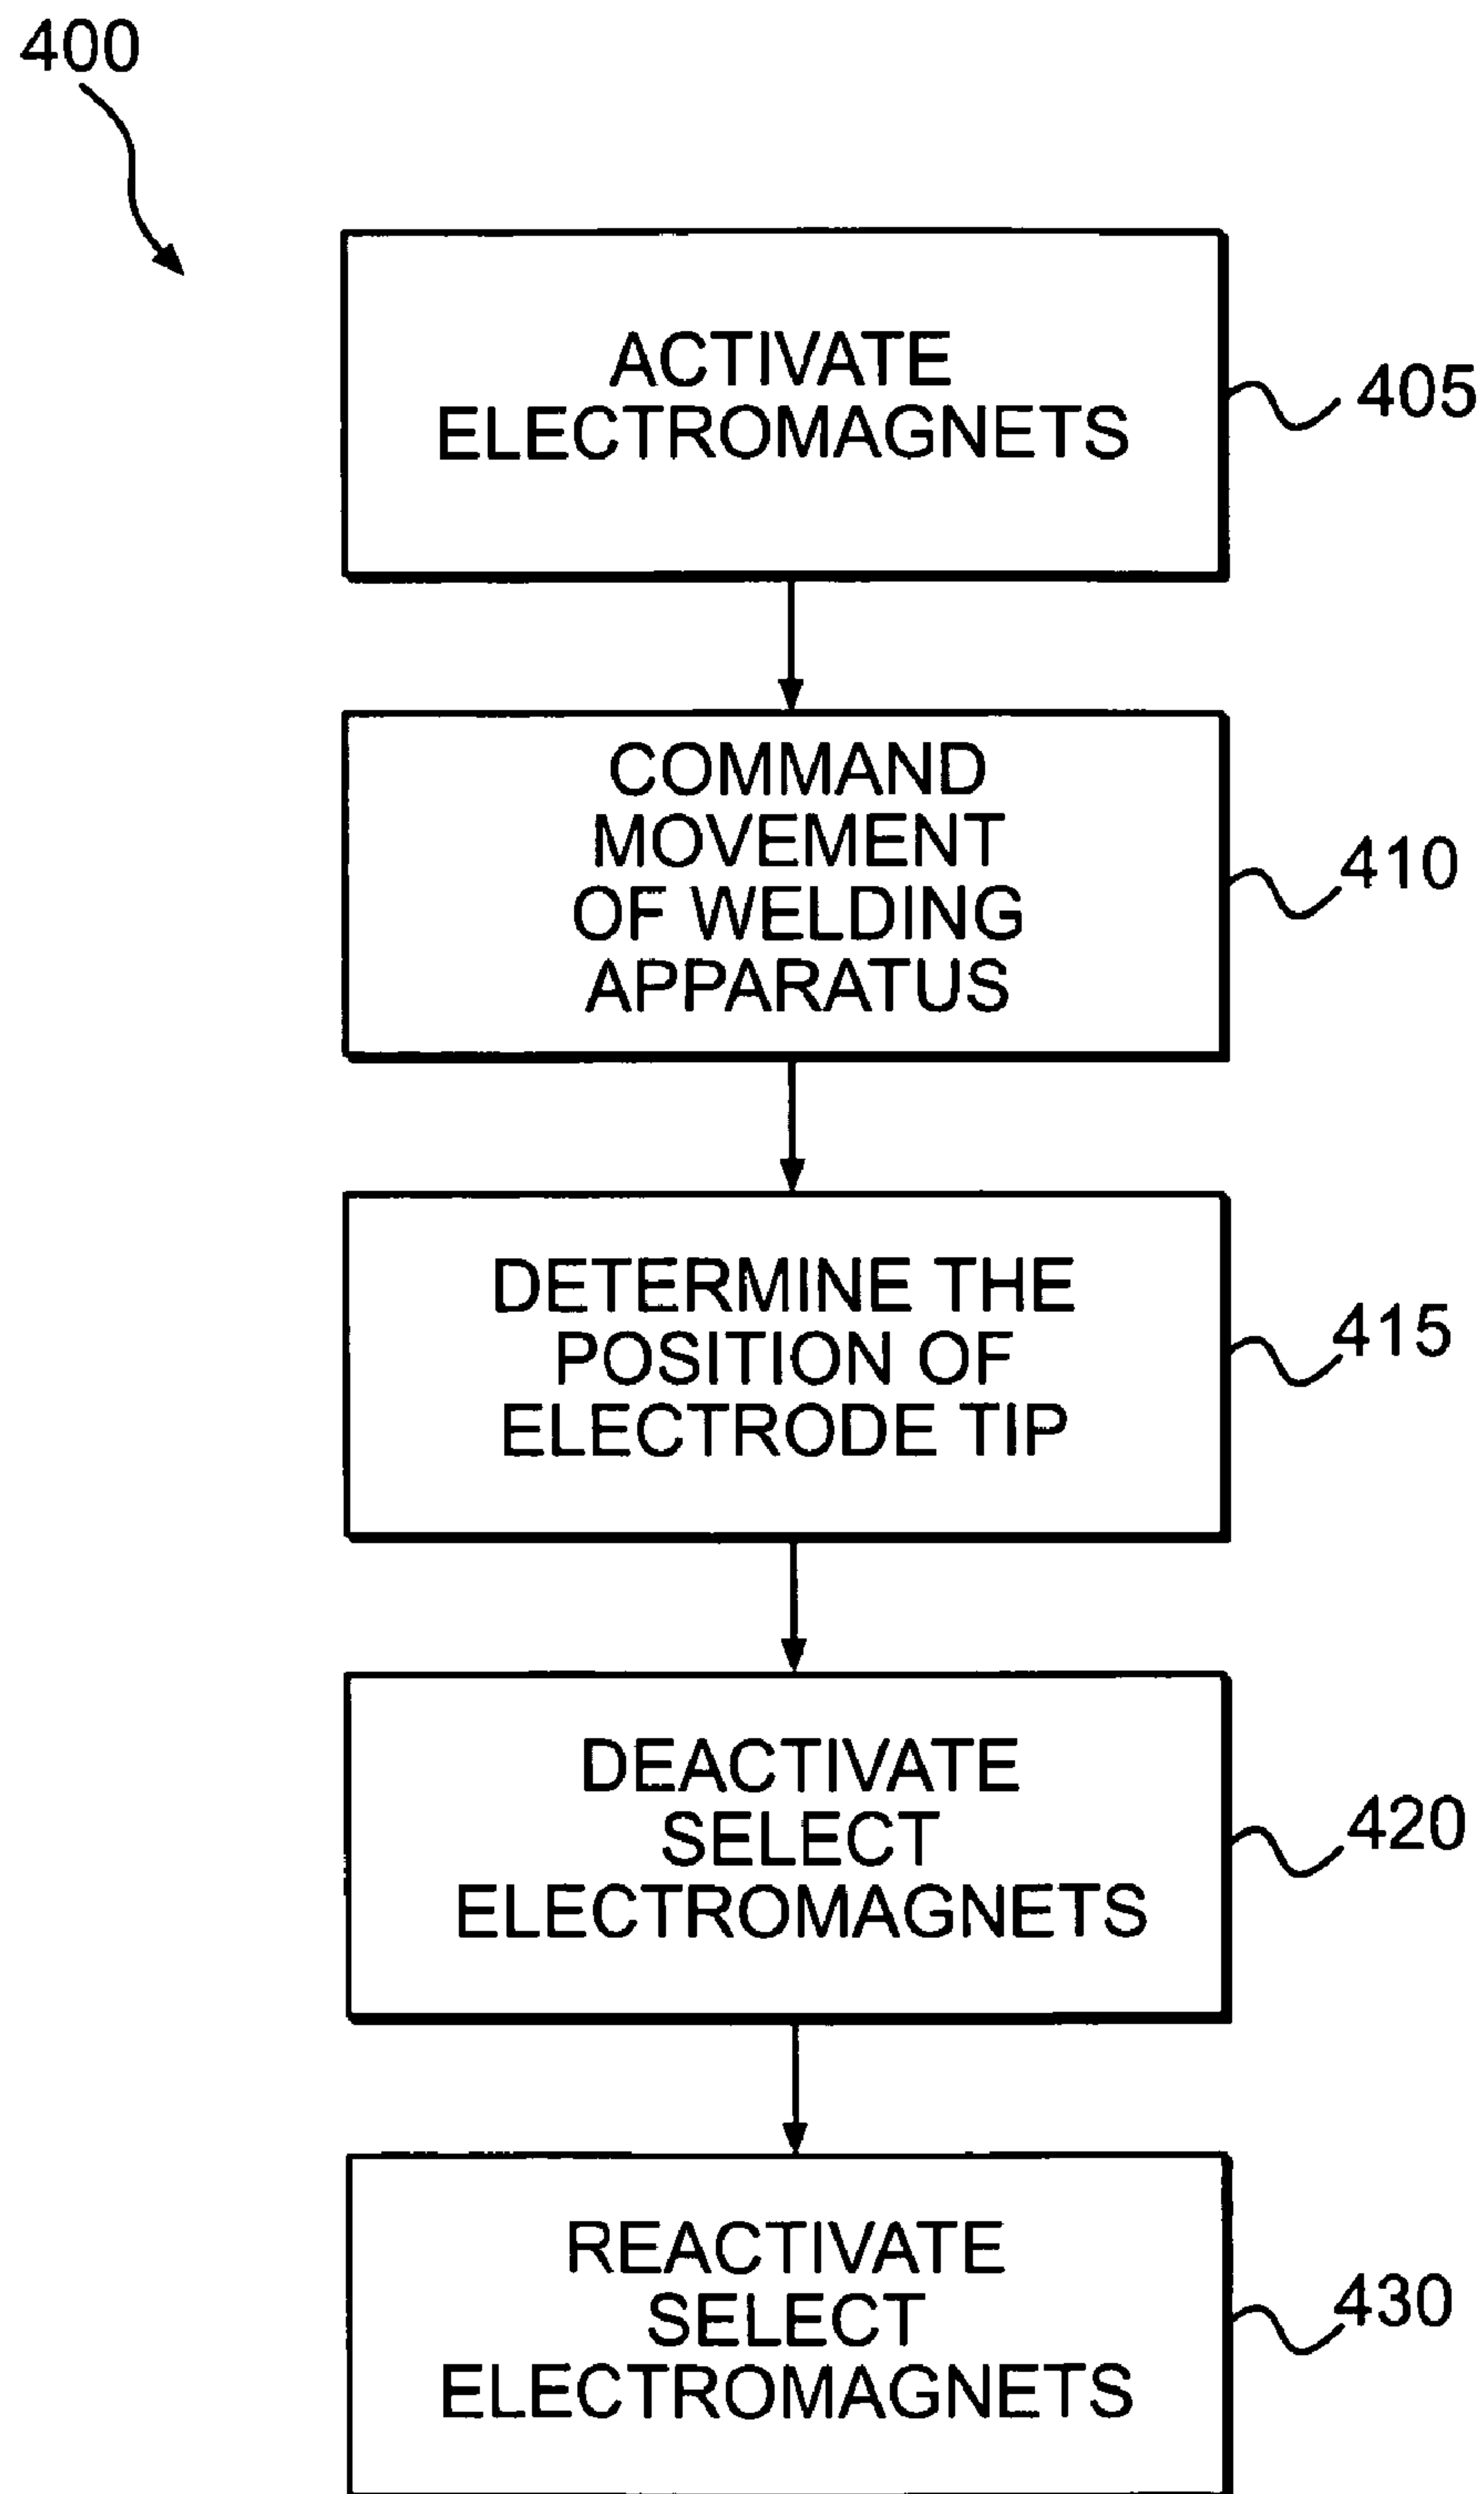 400
ACTIVATE
ELECTROMAGNETS
405
COMMAND
MOVEMENT
OF WELDING
APPARATUS
410
DETERMINE THE
POSITION OF
ELECTRODE TIP
415
DEACTIVATE
SELECT
ELECTROMAGNETS
420
REACTIVATE
SELECT
ELECTROMAGNETS
430